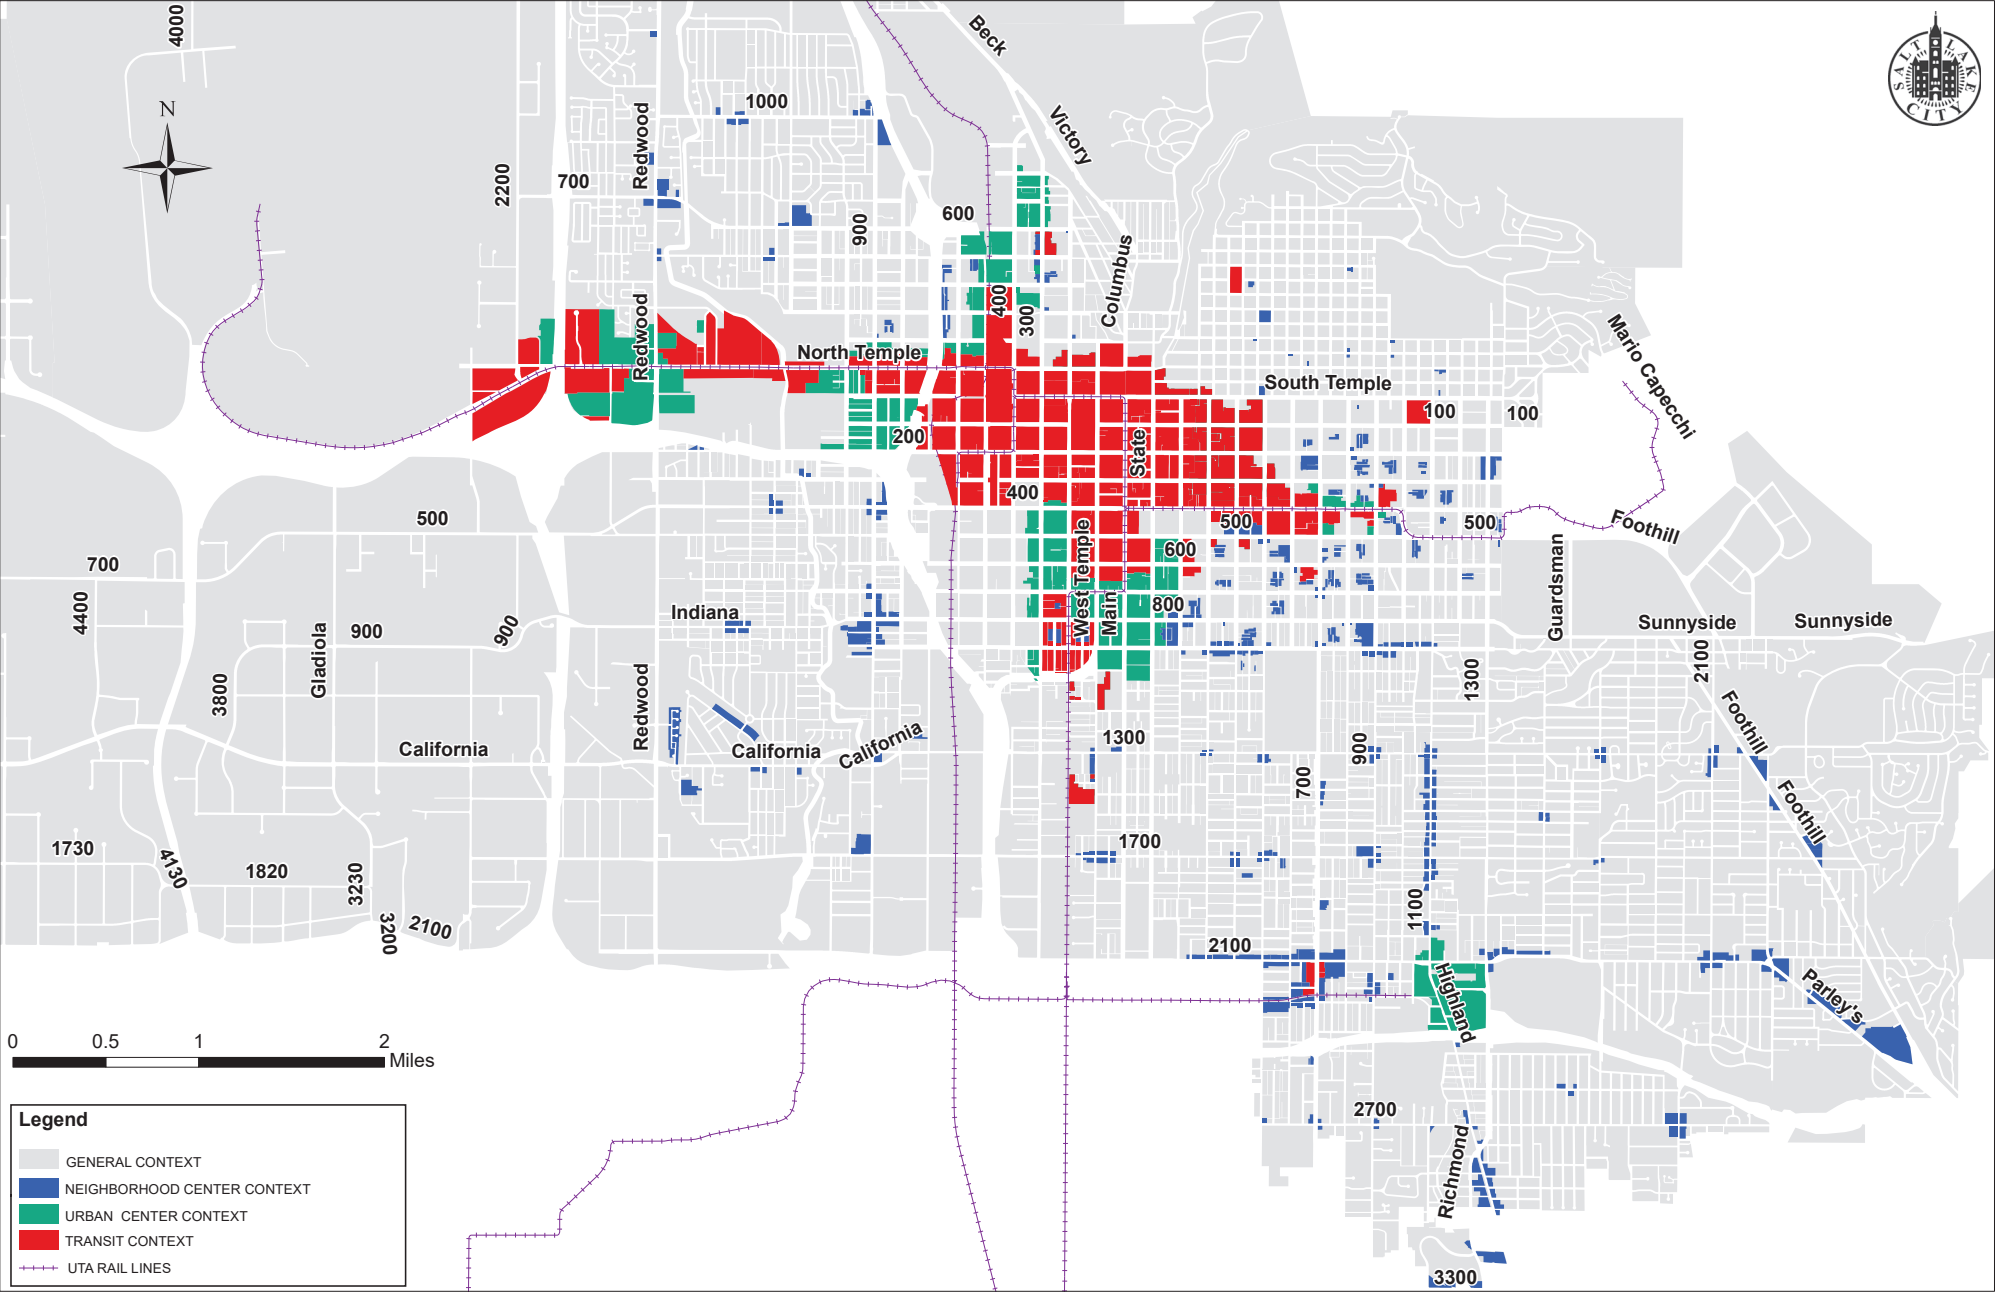 4000
Beck
SALT LAKE CITY
N
1000
Redwood
Victory
2200
700
600
900
Columbus
Redwood
400
300
Mario Capecchi
North Temple
South Temple
100
100
200
State
400
500
500
500
Foothill
700
West Temple
600
Guardsman
4400
Indiana
Main
800
Gladiola
900
900
Sunnyside
Sunnyside
3800
Redwood
1300
2100
California
California
California
1300
700
900
Foothill
Foothill
1730
4130
1820
3230
1700
1100
3200
2100
2100
Highland
Parley's
0 0.5 1 2
Miles
2700
Richmond
3300
Legend
GENERAL CONTEXT
NEIGHBORHOOD CENTER CONTEXT
URBAN CENTER CONTEXT
TRANSIT CONTEXT
UTA RAIL LINES